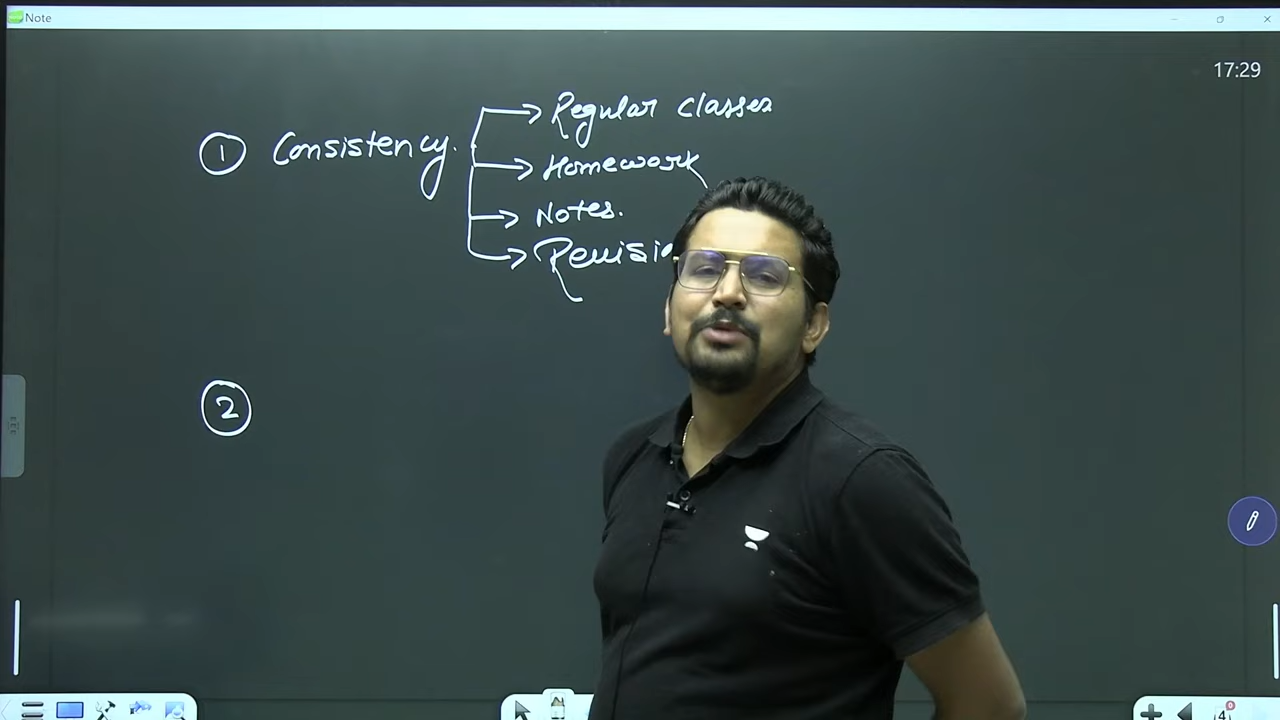 Note
17:29
Regular classes
① Consistency.
Homework
Notes.
②